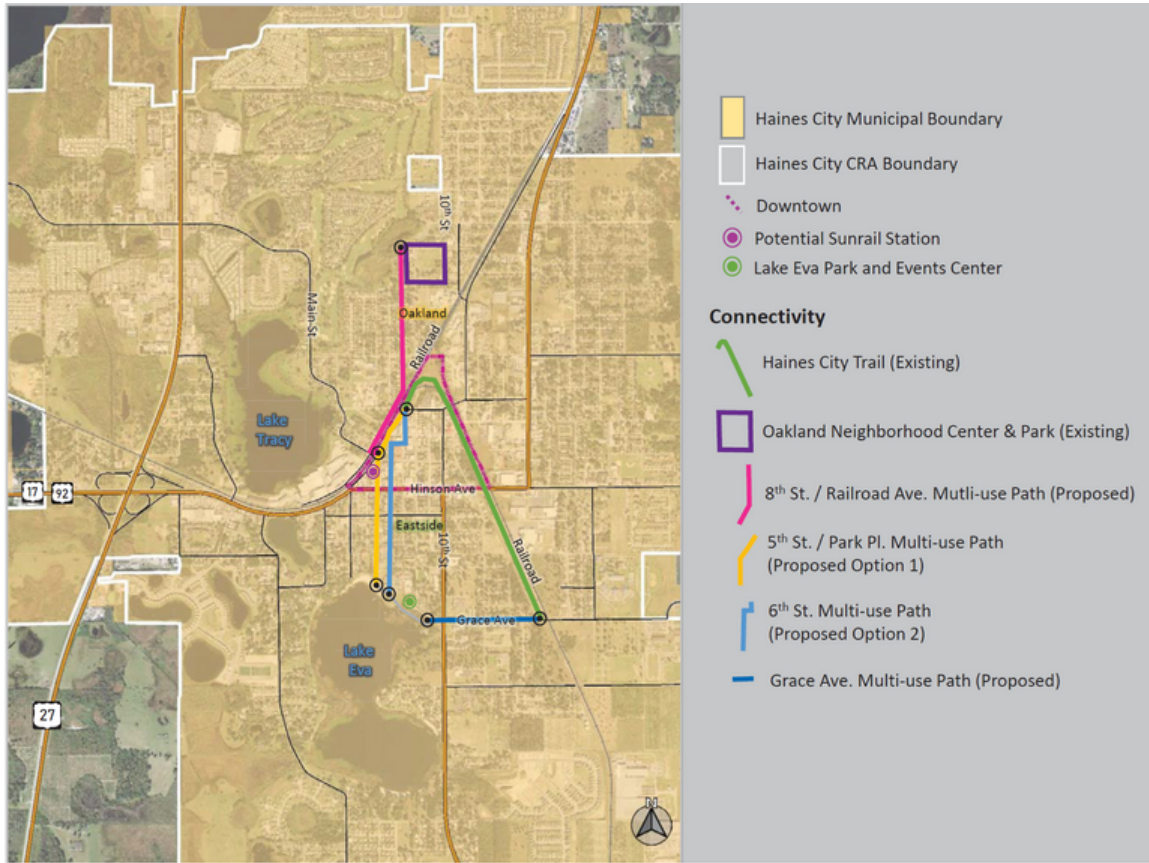 10th St
Main St
Oakland
Railroad
Lake
Tracy
17
92
Hinson Ave
Eastside
10th St
Railroad
Grace Ave
Lake
Eva
27
N
Haines City Municipal Boundary
Haines City CRA Boundary
Downtown
Potential Sunrail Station
Lake Eva Park and Events Center
Connectivity
Haines City Trail (Existing)
Oakland Neighborhood Center & Park (Existing)
8th St. / Railroad Ave. Mutli-use Path (Proposed)
5th St. / Park Pl. Multi-use Path
(Proposed Option 1)
6th St. Multi-use Path
(Proposed Option 2)
Grace Ave. Multi-use Path (Proposed)